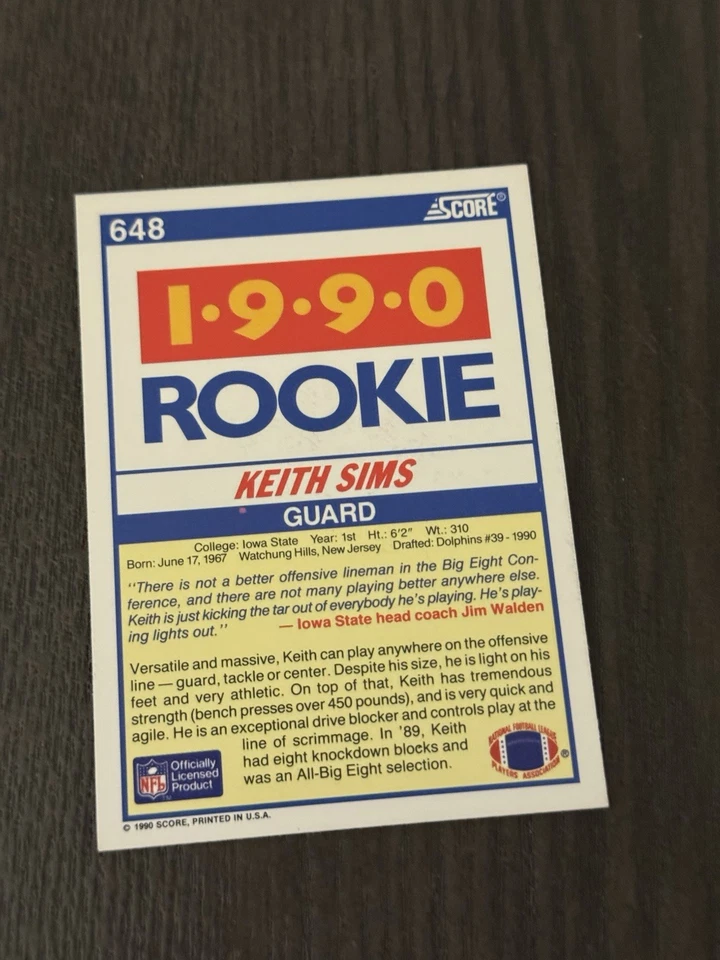 648
SCORE®
1·9·9·0
ROOKIE
KEITH SIMS
GUARD
College: Iowa State Year: 1st Ht.: 6'2" Wt.: 310
Born: June 17, 1967 Watchung Hills, New Jersey Drafted: Dolphins #39 - 1990
"There is not a better offensive lineman in the Big Eight Con-
ference, and there are not many playing better anywhere else.
Keith is just kicking the tar out of everybody he's playing. He's play-
ing lights out."
— Iowa State head coach Jim Walden
Versatile and massive, Keith can play anywhere on the offensive
line — guard, tackle or center. Despite his size, he is light on his
feet and very athletic. On top of that, Keith has tremendous
strength (bench presses over 450 pounds), and is very quick and
agile. He is an exceptional drive blocker and controls play at the
line of scrimmage. In '89, Keith
had eight knockdown blocks and
was an All-Big Eight selection.
NFL
Officially
Licensed
Product
TM
NATIONAL FOOTBALL LEAGUE
PLAYERS ASSOCIATION
®
© 1990 SCORE, PRINTED IN U.S.A.